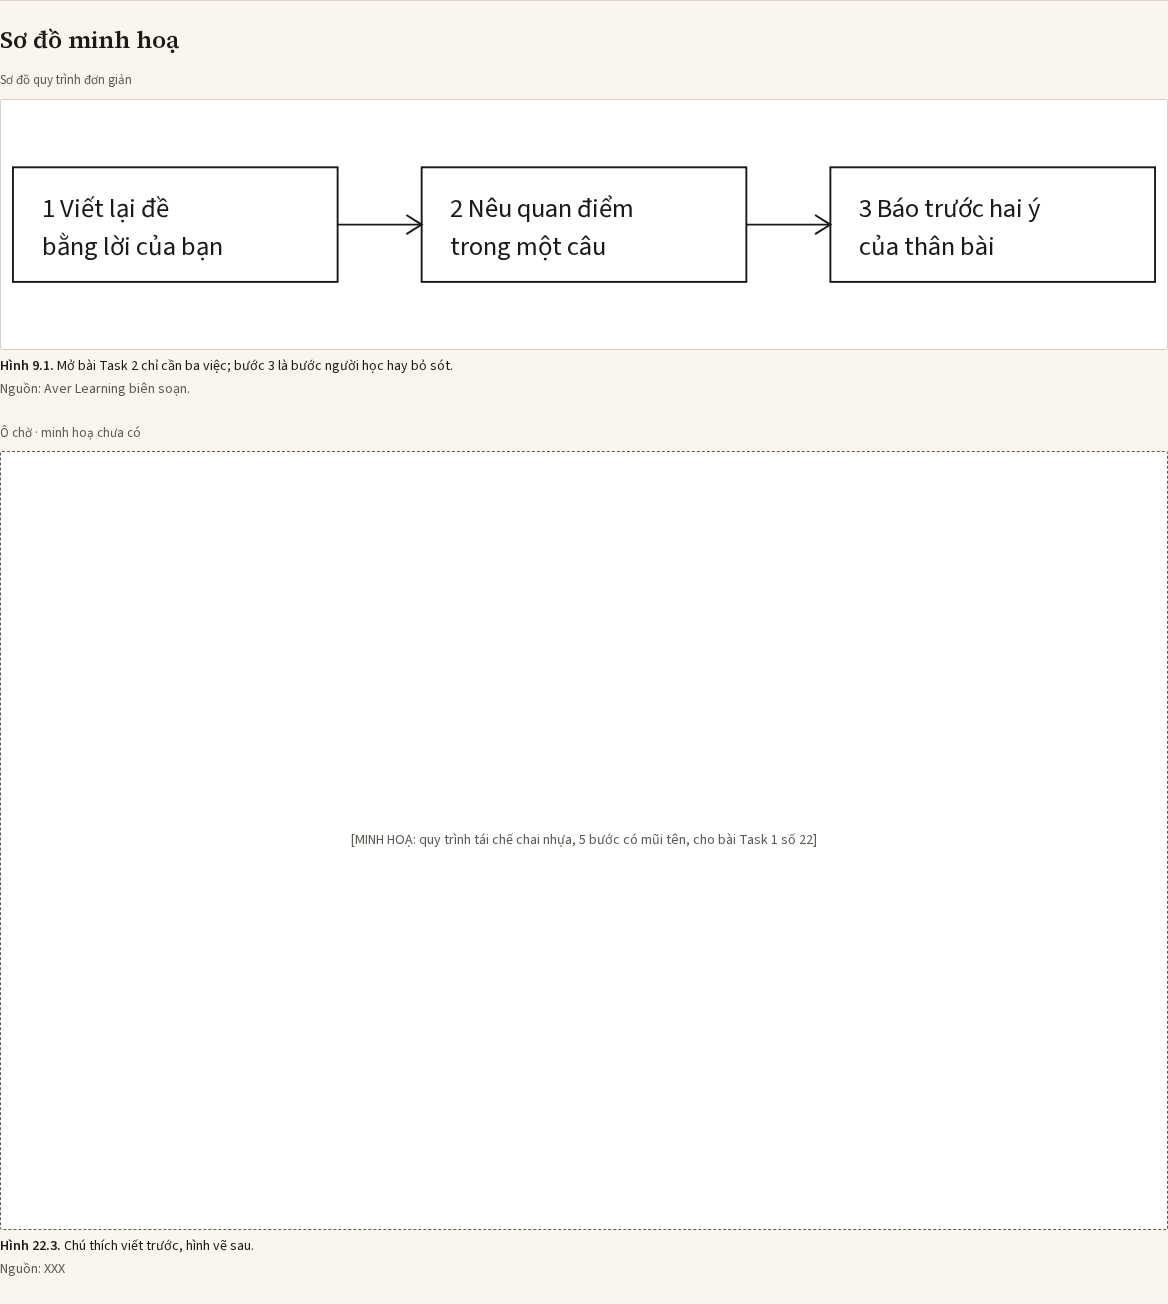 Sơ đồ minh hoạ
Sơ đồ quy trình đơn giản
1 Viết lại đề
bằng lời của bạn
2 Nêu quan điểm
trong một câu
3 Báo trước hai ý
của thân bài
Hình 9.1. Mở bài Task 2 chỉ cần ba việc; bước 3 là bước người học hay bỏ sót.
Nguồn: Aver Learning biên soạn.
Ô chờ · minh hoạ chưa có
[MINH HOẠ: quy trình tái chế chai nhựa, 5 bước có mũi tên, cho bài Task 1 số 22]
Hình 22.3. Chú thích viết trước, hình vẽ sau.
Nguồn: XXX